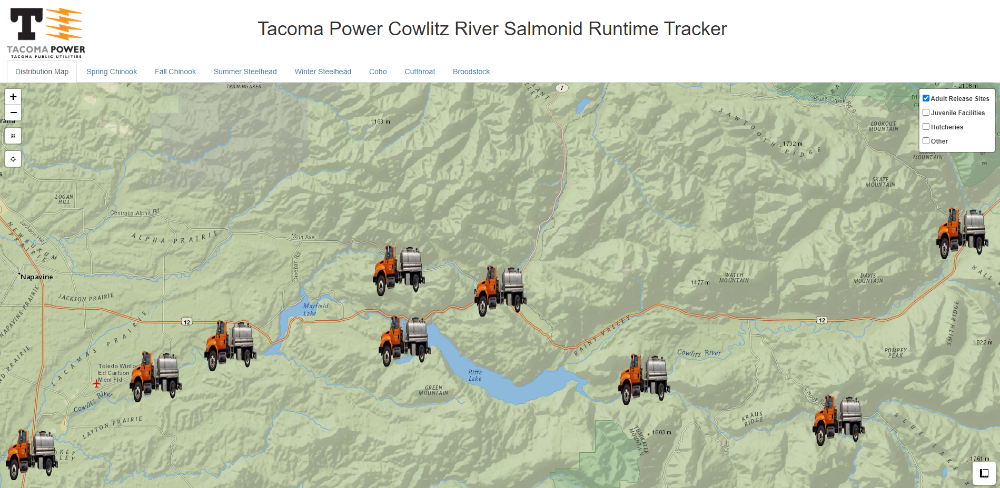 TACOMA POWER
TACOMA PUBLIC UTILITIES
Tacoma Power Cowlitz River Salmonid Runtime Tracker
Distribution Map
Spring Chinook
Fall Chinook
Summer Steelhead
Winter Steelhead
Coho
Cutthroat
Broodstock
TRAINING AREA
7
2108 m
+
−
Adult Release Sites
Juvenile Facilities
Hatcheries
Other
Skate Creek Rd S
1163 m
SAWTOOTH RIDGE
1732 m
LOOKOUT
MOUNTAIN
MOUNTAIN
SKATE
MOUNTAIN
LOGAN
HILL
Centralia Alpha Rd
Jackson Hwy
NEWAUKUM
PRAIRIE
ALPHA PRAIRIE
Main Ave
Cinebar Rd
Napavine
JACKSON PRAIRIE
NAPAVINE PRAIRIE
1477 m
WATCH
MOUNTAIN
DAVIS
MOUNTAIN
HALL
Mayfield
Lake
12
12
LACAMAS PRAIRIE
RAINY VALLEY
SMITH RIDGE
1822 m
POMPEY
PEAK
Cowlitz River
PRAIRIE
Toledo Winlock
Ed Carlson
Mem Fld
Cowlitz River
Riffe
Lake
GREEN
MOUNTAIN
Cispus Rd
KRAUS
RIDGE
BLUE LAKE
LAYTON PRAIRIE
TUMWATER
MOUNTAIN
1603 m
1761 m